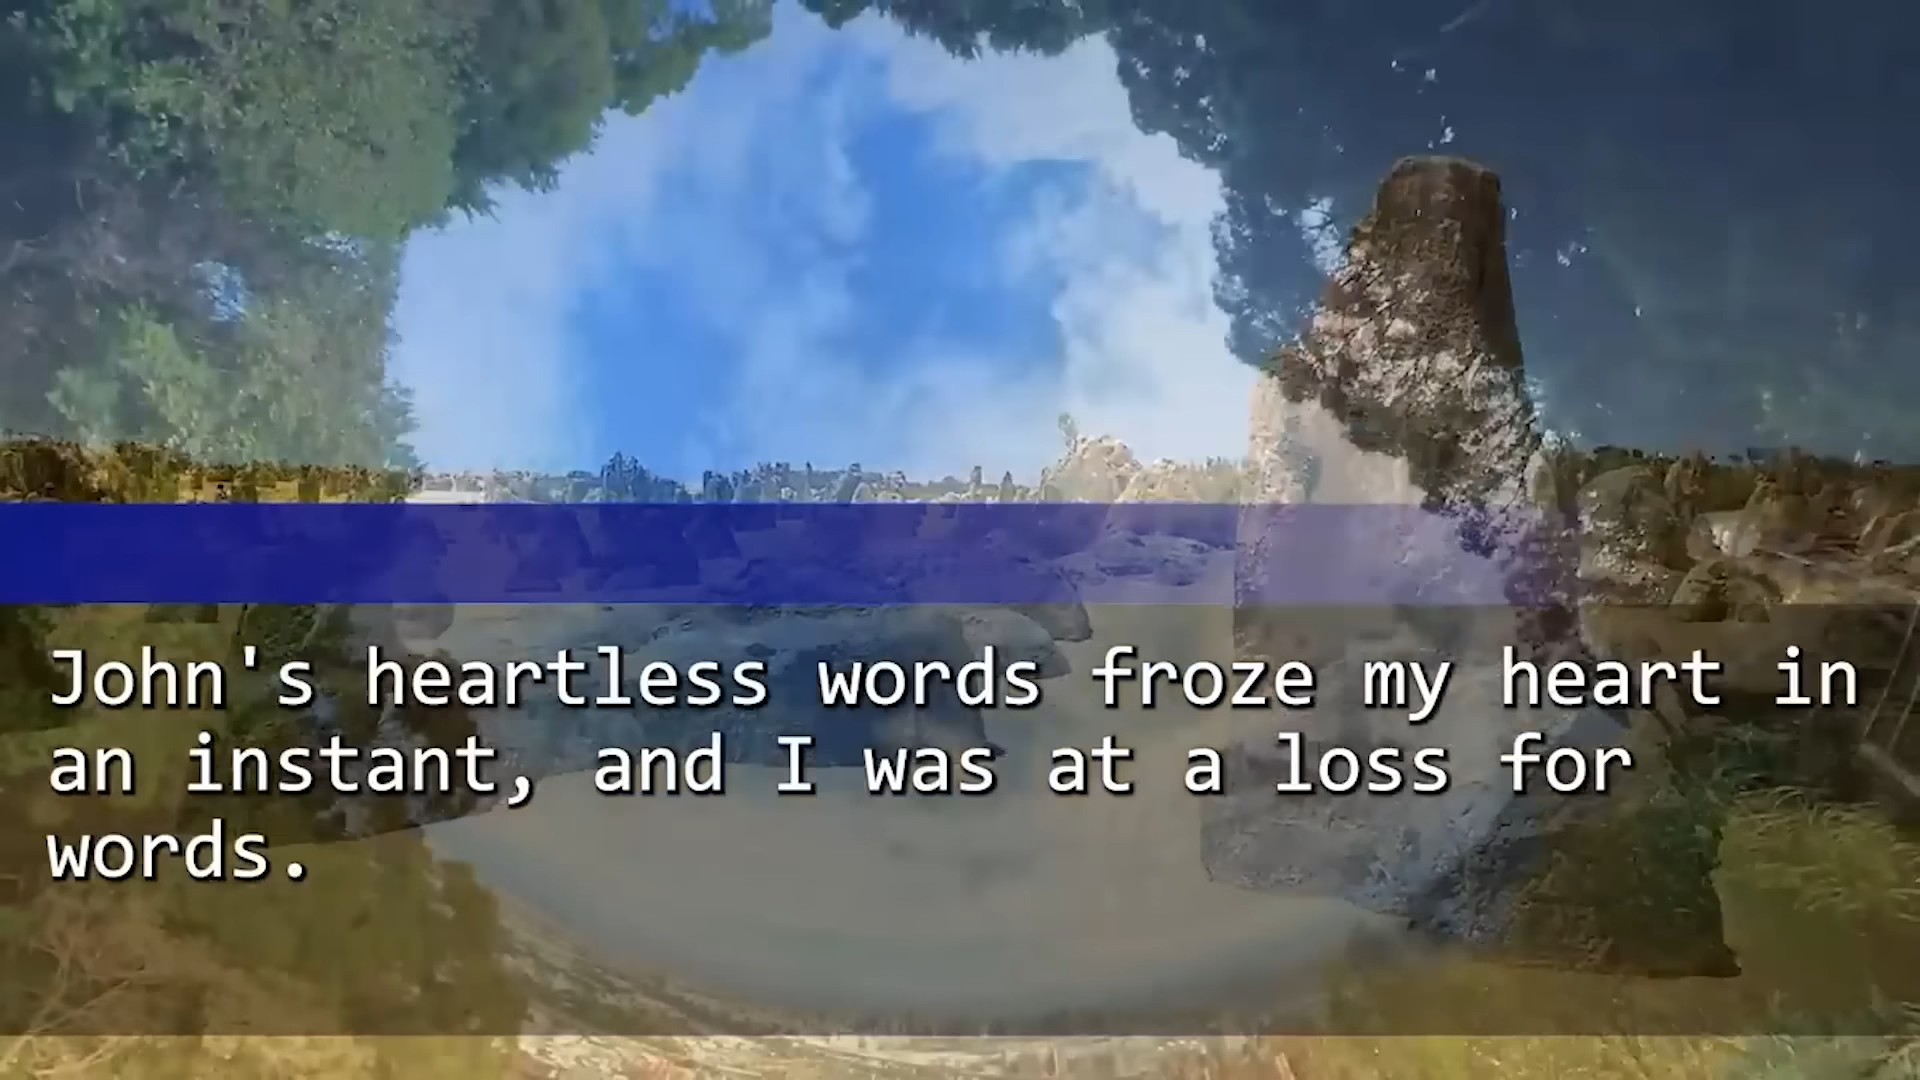 John's heartless words froze my heart in
an instant, and I was at a loss for
words.